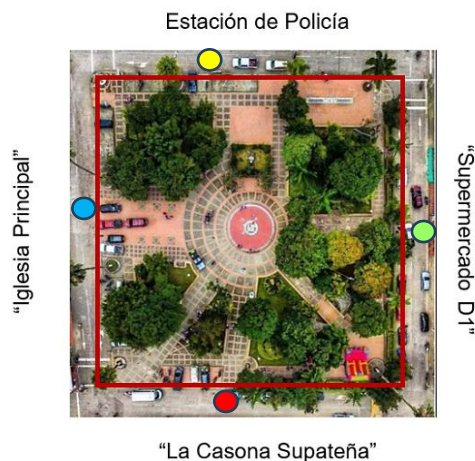 Estación de Policía
“Iglesia Principal”
“Supermercado D1”
“La Casona Supateña”